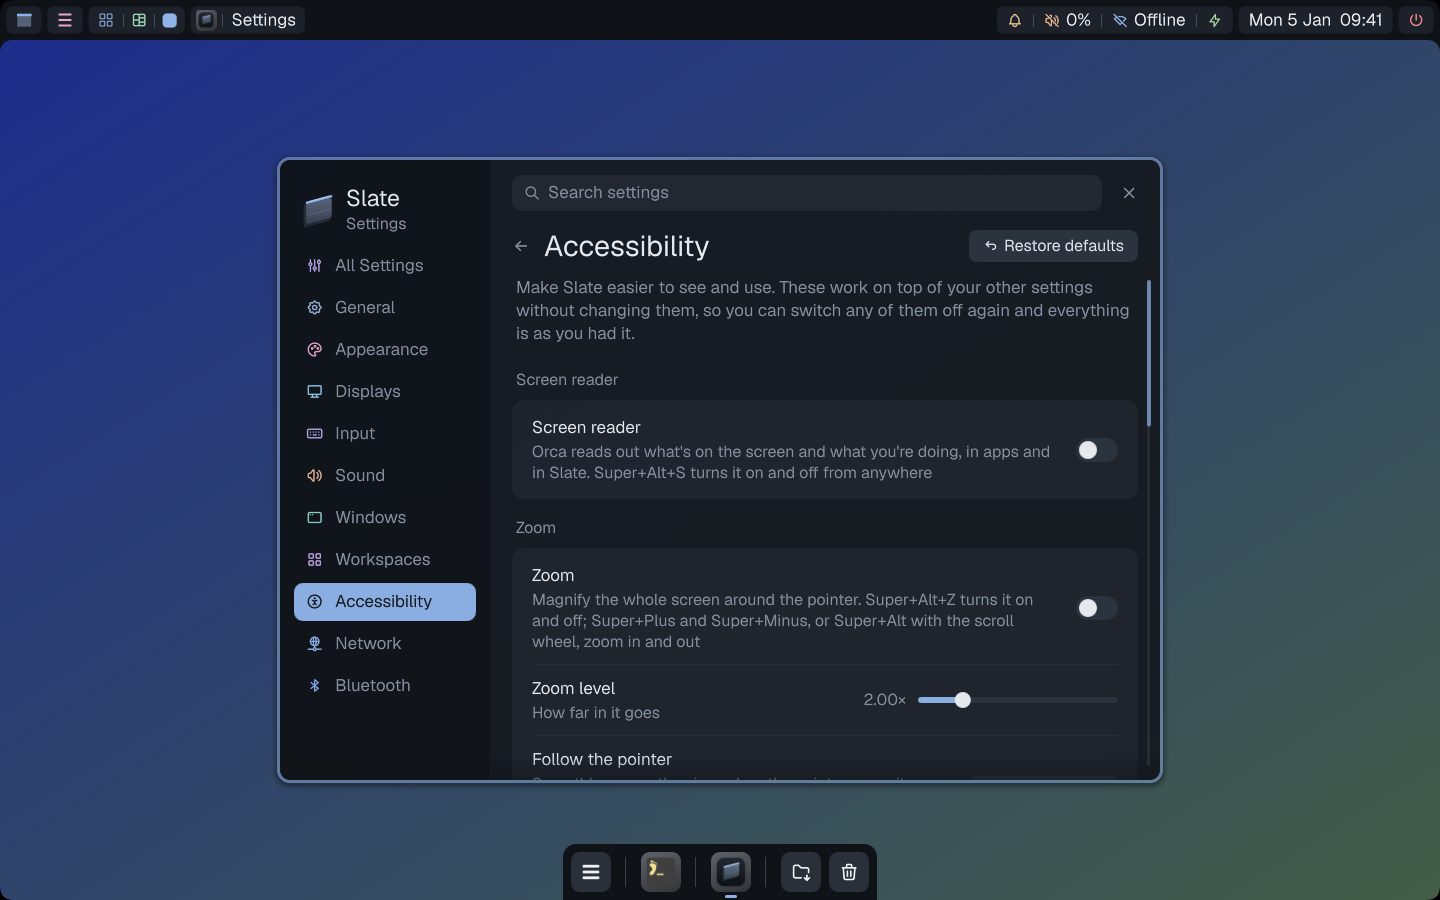 Settings
0%
Offline
Mon 5 Jan 09:41
Slate
Settings
All Settings
General
Appearance
Displays
Input
Sound
Windows
Workspaces
Accessibility
Network
Bluetooth
Search settings
Accessibility
Restore defaults
Make Slate easier to see and use. These work on top of your other settings
without changing them, so you can switch any of them off again and everything
is as you had it.
Screen reader
Screen reader
Orca reads out what's on the screen and what you're doing, in apps and
in Slate. Super+Alt+S turns it on and off from anywhere
Zoom
Zoom
Magnify the whole screen around the pointer. Super+Alt+Z turns it on
and off; Super+Plus and Super+Minus, or Super+Alt with the scroll
wheel, zoom in and out
Zoom level
2.00×
How far in it goes
Follow the pointer